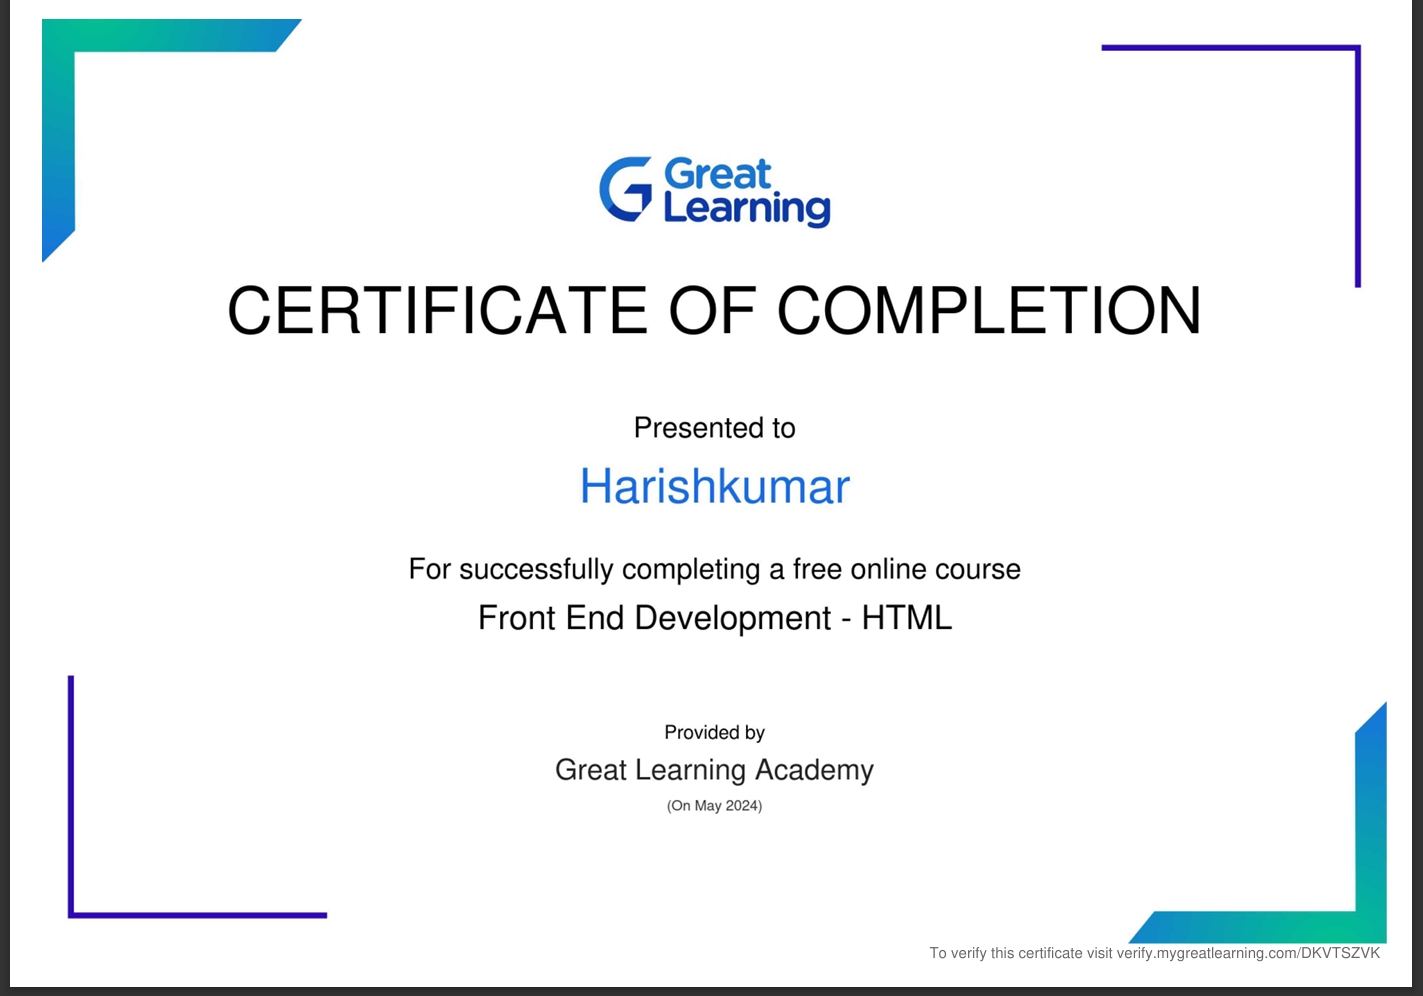 Great
Learning
CERTIFICATE OF COMPLETION
Presented to
Harishkumar
For successfully completing a free online course
Front End Development - HTML
Provided by
Great Learning Academy
(On May 2024)
To verify this certificate visit verify.mygreatlearning.com/DKVTSZVK